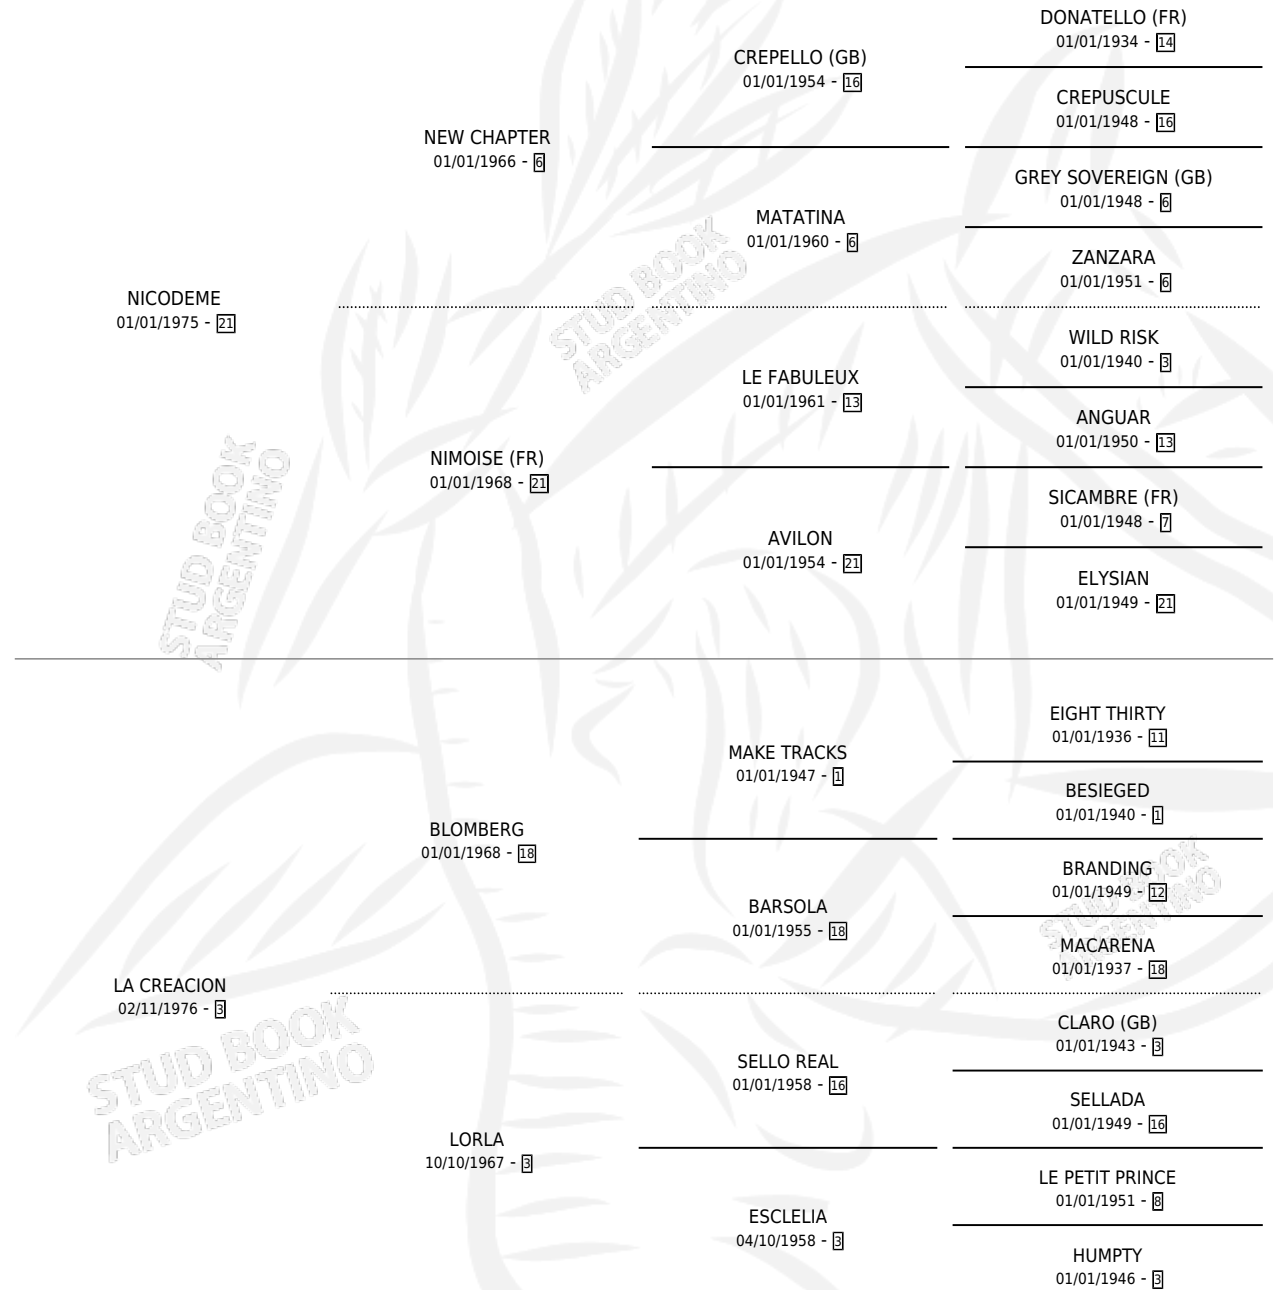 DONATELLO (FR)
01/01/1934 - 14
CREPELLO (GB)
01/01/1954 - 16
CREPUSCULE
01/01/1948 - 16
NEW CHAPTER
01/01/1966 - 6
GREY SOVEREIGN (GB)
01/01/1948 - 6
MATATINA
01/01/1960 - 6
ZANZARA
01/01/1951 - 6
NICODEME
01/01/1975 - 21
WILD RISK
01/01/1940 - 3
LE FABULEUX
01/01/1961 - 13
ANGUAR
01/01/1950 - 13
NIMOISE (FR)
01/01/1968 - 21
SICAMBRE (FR)
01/01/1948 - 7
AVILON
01/01/1954 - 21
ELYSIAN
01/01/1949 - 21
EIGHT THIRTY
01/01/1936 - 11
MAKE TRACKS
01/01/1947 - 1
BESIEGED
01/01/1940 - 1
BLOMBERG
01/01/1968 - 18
BRANDING
01/01/1949 - 12
BARSOLA
01/01/1955 - 18
MACARENA
01/01/1937 - 18
LA CREACION
02/11/1976 - 3
CLARO (GB)
01/01/1943 - 3
SELLO REAL
01/01/1958 - 16
SELLADA
01/01/1949 - 16
LORLA
10/10/1967 - 3
LE PETIT PRINCE
01/01/1951 - 8
ESCLELIA
04/10/1958 - 3
HUMPTY
01/01/1946 - 3
STUD BOOK
ARGENTINO
STUD BOOK
ARGENTINO
STUD BOOK
ARGENTINO
STUD BOOK
ARGENTINO